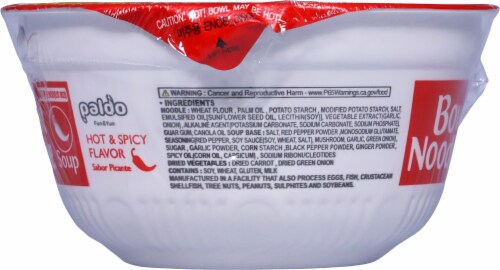 CAUTION: HOT! BOWL MAY BE HOT
paldo
Fun & Yum
HOT & SPICY
FLAVOR
Sabor Picante
Soup
WARNING : Cancer and Reproductive Harm - www.P65Warnings.ca.gov/food
• INGREDIENTS
NOODLE : WHEAT FLOUR , PALM OIL , POTATO STARCH , MODIFIED POTATO STARCH, SALT,
EMULSIFIED OIL[SUNFLOWER SEED OIL, LECITHIN(SOY)], VEGETABLE EXTRACT(GARLIC,
ONION), ALKALINE AGENT(POTASSIUM CARBONATE, SODIUM CARBONATE, SODIUM PHOSPHATE),
GUAR GUM, CANOLA OIL SOUP BASE : SALT, RED PEPPER POWDER, MONOSODIUM GLUTAMATE,
SEASONING(RED PEPPER, SOY SAUCE(SOY, WHEAT, SALT), MUSHROOM, GARLIC, GREEN ONION),
SUGAR, GARLIC POWDER, CORN STARCH , BLACK PEPPER POWDER , GINGER POWDER,
SPICY OIL(CORN OIL, CAPSICUM) , SODIUM RIBONUCLEOTIDES
DRIED VEGETABLES : DRIED CARROT , DRIED GREEN ONION
CONTAINS : SOY, WHEAT, GLUTEN, MILK
MANUFACTURED IN A FACILITY THAT ALSO PROCESS EGGS, FISH, CRUSTACEAN
SHELLFISH, TREE NUTS, PEANUTS, SULPHITES AND SOYBEANS.
Bo
Noo